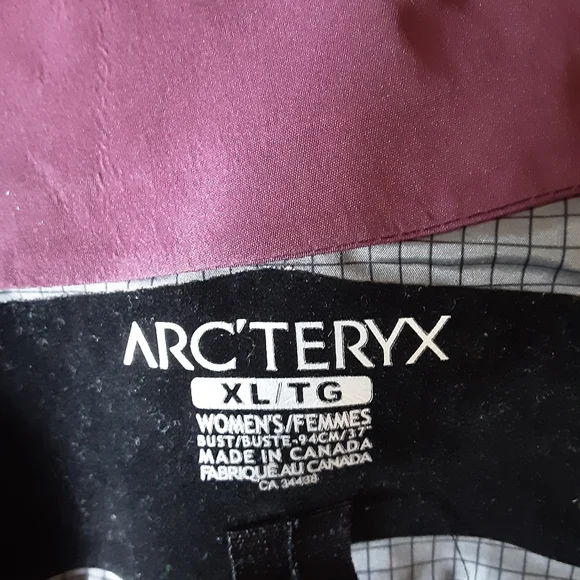 ARC'TERYX
XL/TG
WOMEN'S/FEMMES
BUST/BUSTE-94CM/37"
MADE IN CANADA
FABRIQUÉ AU CANADA
CA 34438